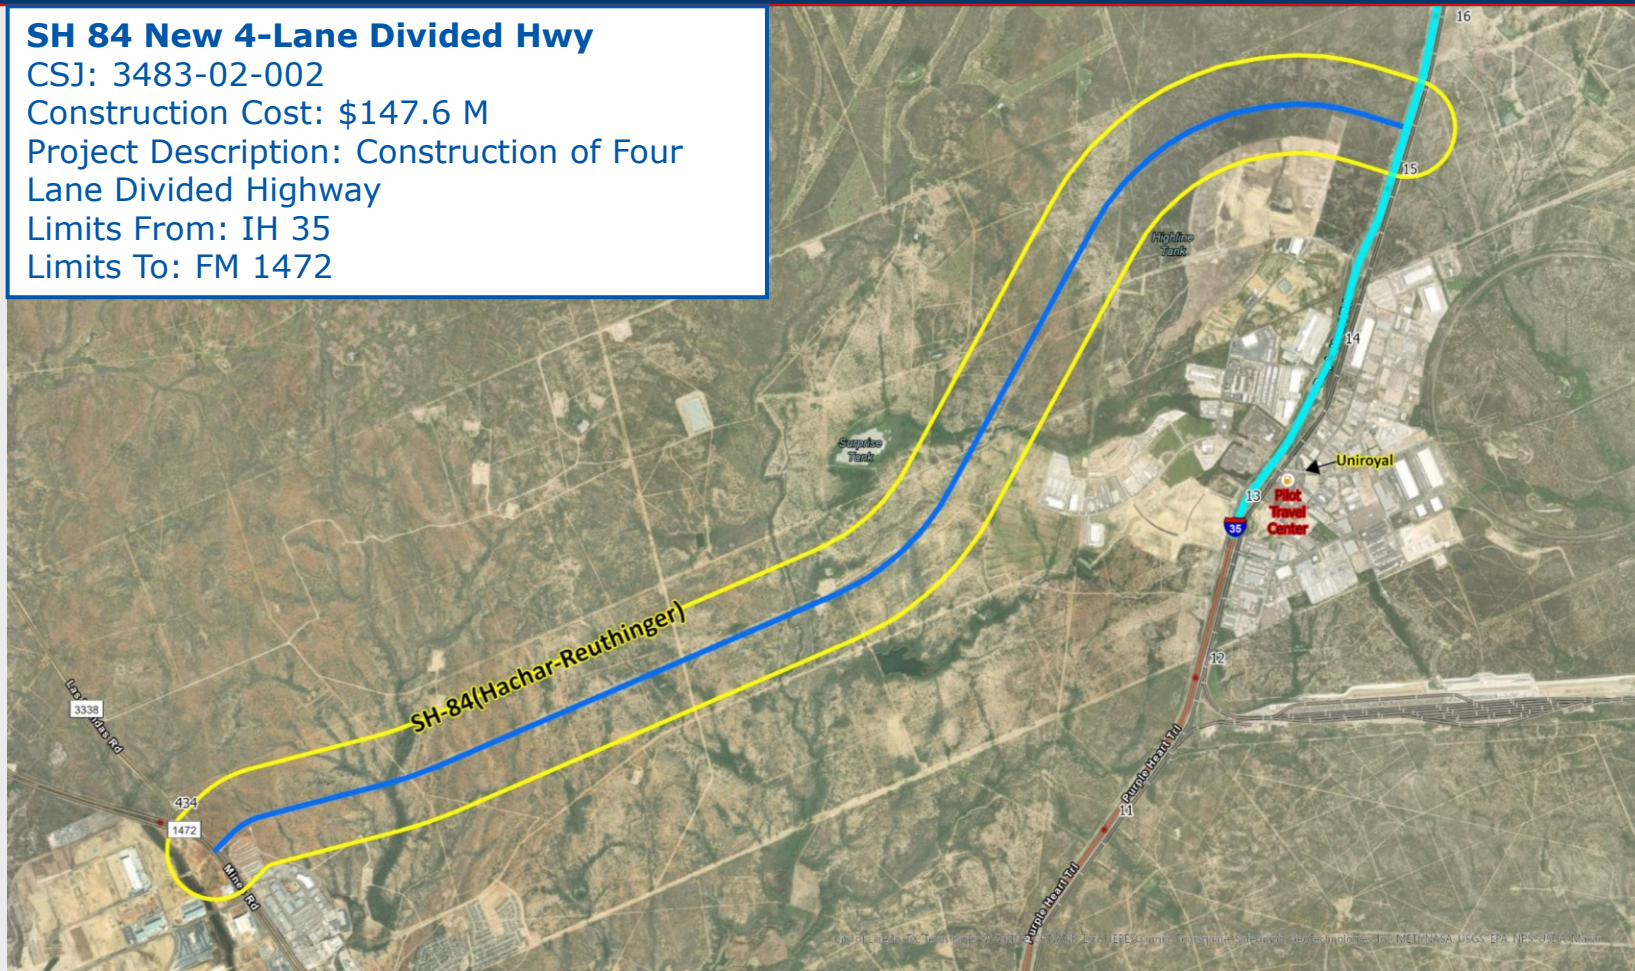 SH 84 New 4-Lane Divided Hwy
CSJ: 3483-02-002
Construction Cost: $147.6 M
Project Description: Construction of Four
Lane Divided Highway
Limits From: IH 35
Limits To: FM 1472
16
15
Highline
Tank
14
Surprise
Tank
Uniroyal
13
Pilot
Travel
Center
35
SH-84(Hachar-Reuthinger)
12
3338
Rd
Purple Heart Trl
11
434
1472
Mines Rd
Purple Heart Trl